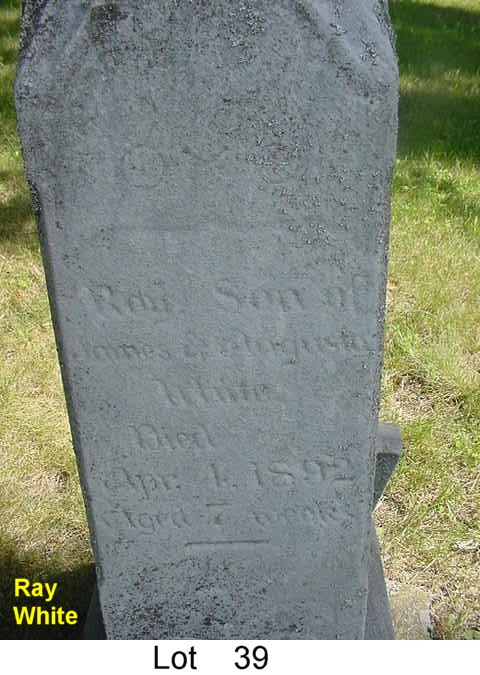 Ray Son of
James & Augusta
White
Died
Apr. 4, 1892
Aged 7 weeks
Ray
White
Lot 39